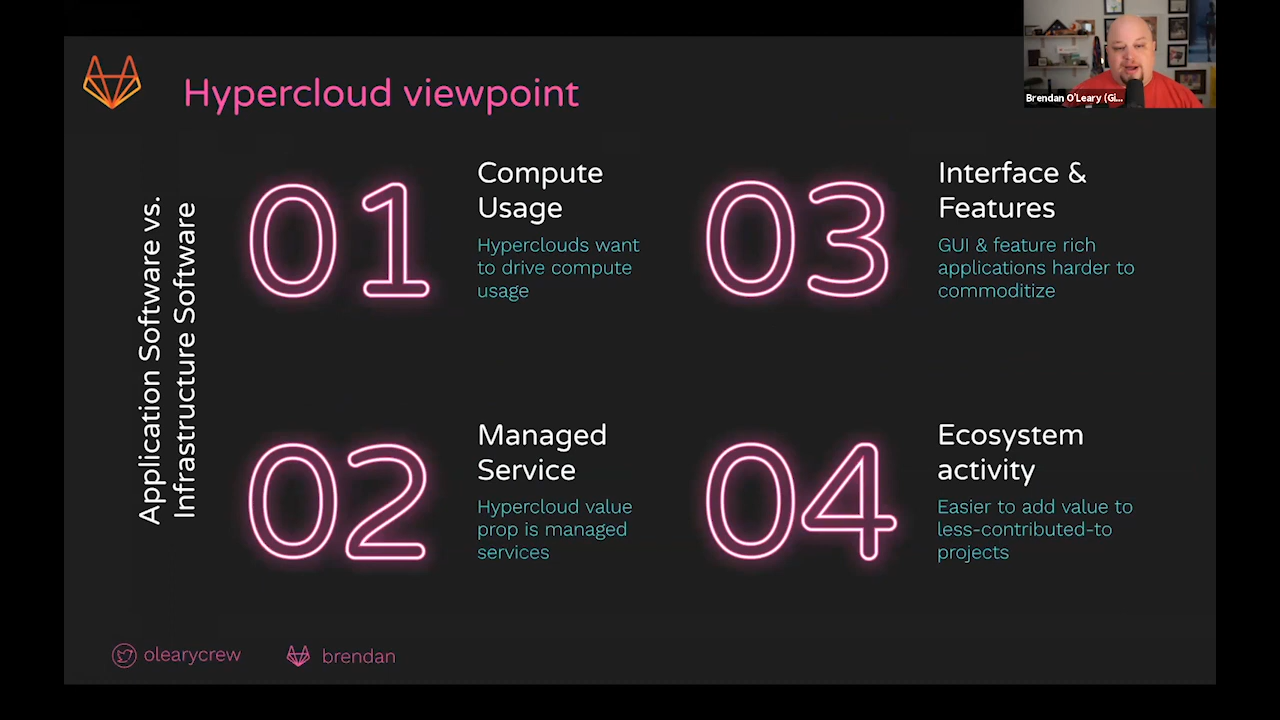 Hypercloud viewpoint
Brendan O'Leary (Gi...
Application Software vs.
Infrastructure Software
01
Compute
Usage
Hyperclouds want
to drive compute
usage
02
Managed
Service
Hypercloud value
prop is managed
services
03
Interface &
Features
GUI & feature rich
applications harder to
commoditize
04
Ecosystem
activity
Easier to add value to
less-contributed-to
projects
olearycrew
brendan